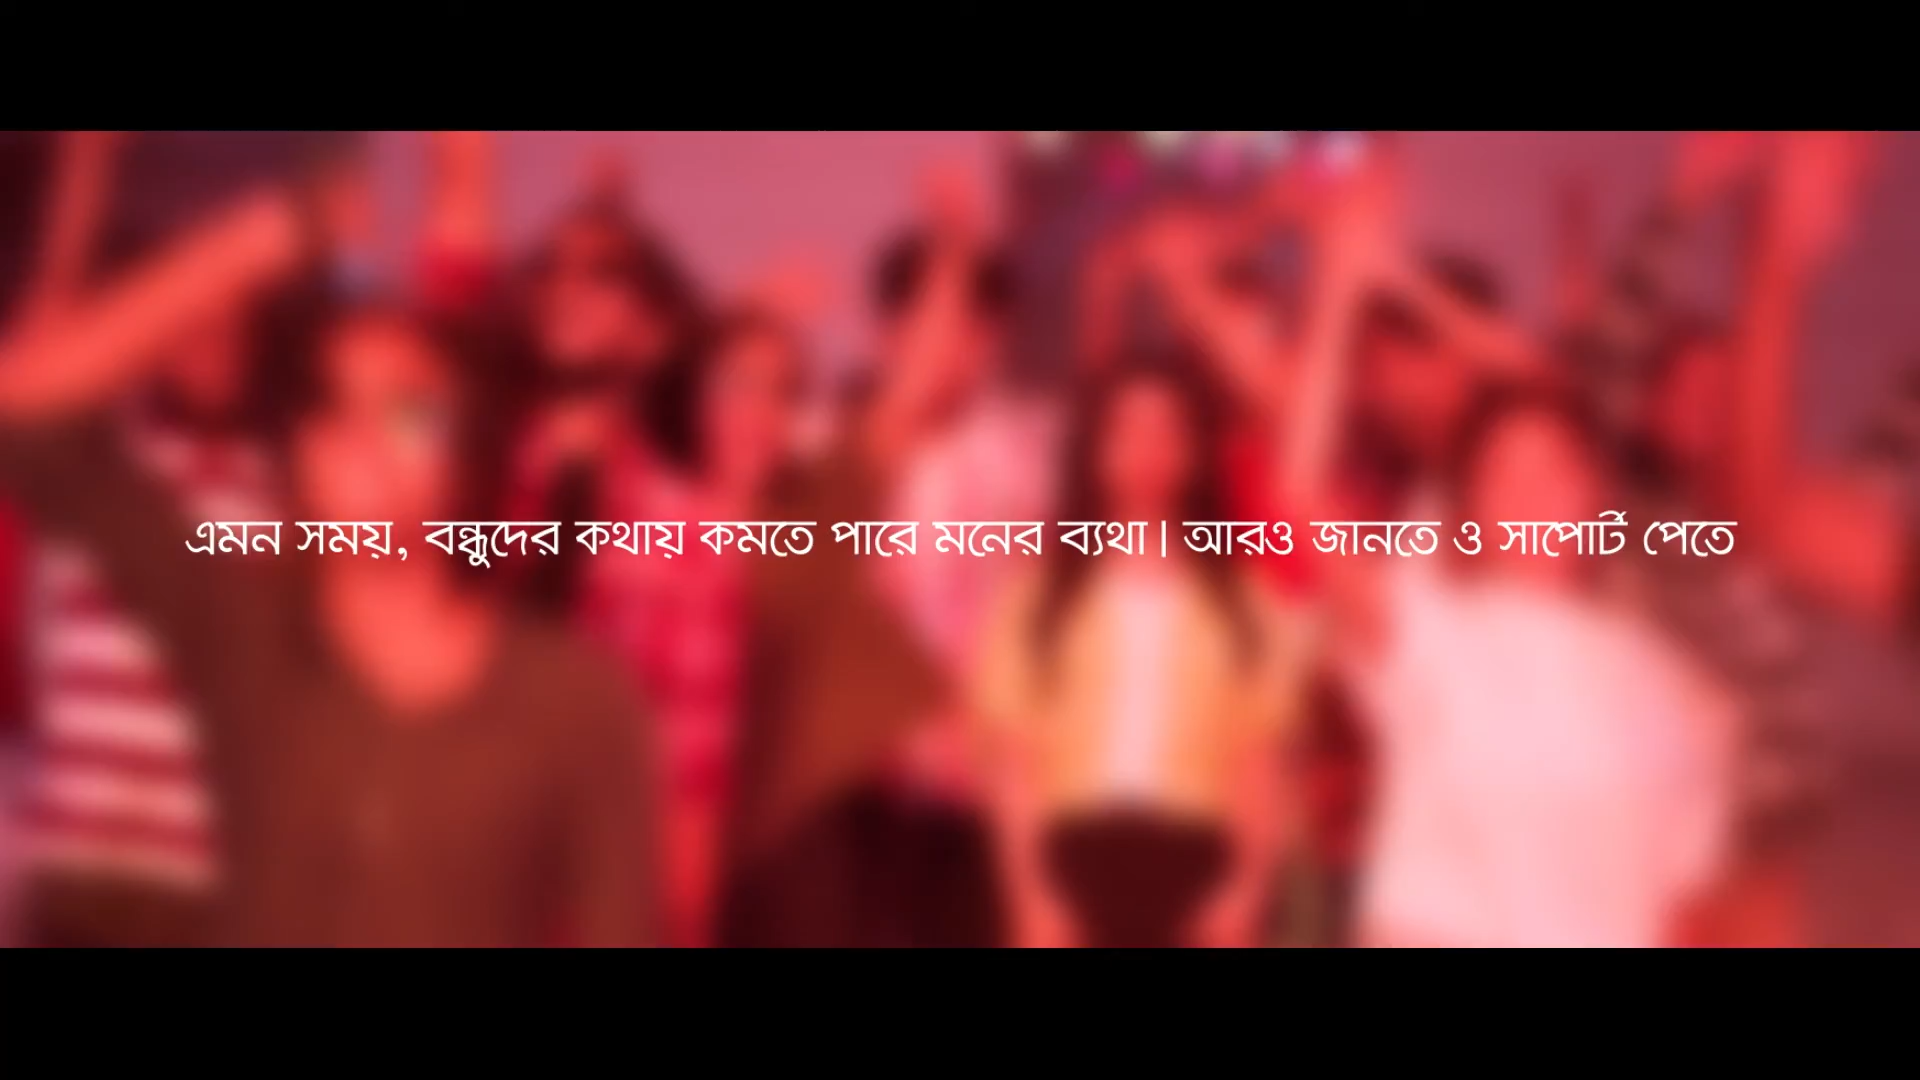 এমন সময়, বন্ধুদের কথায় কমতে পারে মনের ব্যথা। আরও জানতে ও সাপোর্ট পেতে